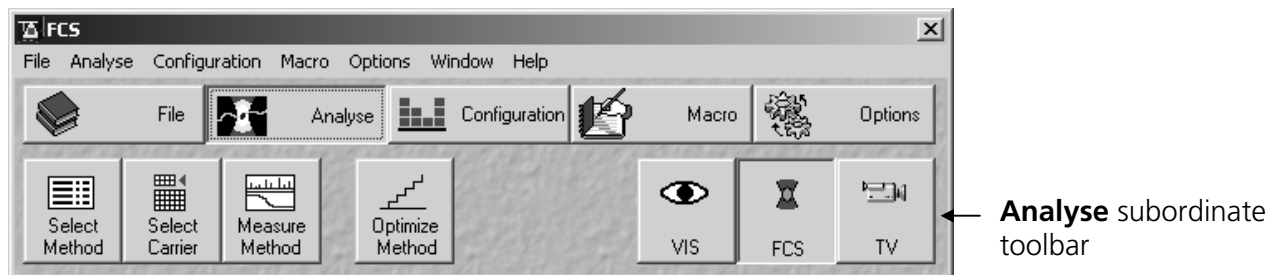 FCS
File Analyse Configuration Macro Options Window Help
File Analyse Configuration Macro Options
Select Method
Select Carrier
Measure Method
Optimize Method
VIS FCS TV
Analyse subordinate
toolbar